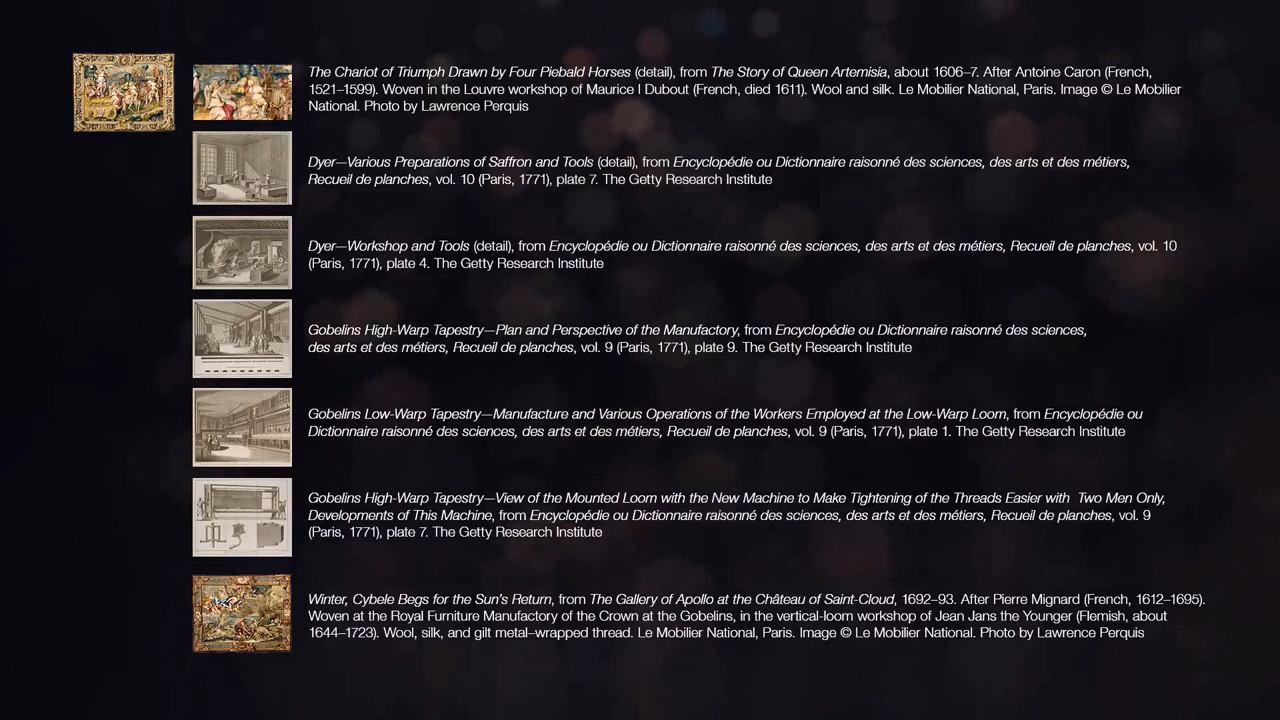 The Chariot of Triumph Drawn by Four Piebald Horses (detail), from The Story of Queen Artemisia, about 1606–7. After Antoine Caron (French,
1521–1599). Woven in the Louvre workshop of Maurice I Dubout (French, died 1611). Wool and silk. Le Mobilier National, Paris. Image © Le Mobilier
National. Photo by Lawrence Perquis
Dyer—Various Preparations of Saffron and Tools (detail), from Encyclopédie ou Dictionnaire raisonné des sciences, des arts et des métiers,
Recueil de planches, vol. 10 (Paris, 1771), plate 7. The Getty Research Institute
Dyer—Workshop and Tools (detail), from Encyclopédie ou Dictionnaire raisonné des sciences, des arts et des métiers, Recueil de planches, vol. 10
(Paris, 1771), plate 4. The Getty Research Institute
Gobelins High-Warp Tapestry—Plan and Perspective of the Manufactory, from Encyclopédie ou Dictionnaire raisonné des sciences,
des arts et des métiers, Recueil de planches, vol. 9 (Paris, 1771), plate 9. The Getty Research Institute
Gobelins Low-Warp Tapestry—Manufacture and Various Operations of the Workers Employed at the Low-Warp Loom, from Encyclopédie ou
Dictionnaire raisonné des sciences, des arts et des métiers, Recueil de planches, vol. 9 (Paris, 1771), plate 1. The Getty Research Institute
Gobelins High-Warp Tapestry—View of the Mounted Loom with the New Machine to Make Tightening of the Threads Easier with Two Men Only,
Developments of This Machine, from Encyclopédie ou Dictionnaire raisonné des sciences, des arts et des métiers, Recueil de planches, vol. 9
(Paris, 1771), plate 7. The Getty Research Institute
Winter, Cybele Begs for the Sun's Return, from The Gallery of Apollo at the Château of Saint-Cloud, 1692–93. After Pierre Mignard (French, 1612–1695).
Woven at the Royal Furniture Manufactory of the Crown at the Gobelins, in the vertical-loom workshop of Jean Jans the Younger (Flemish, about
1644–1723). Wool, silk, and gilt metal–wrapped thread. Le Mobilier National, Paris. Image © Le Mobilier National. Photo by Lawrence Perquis